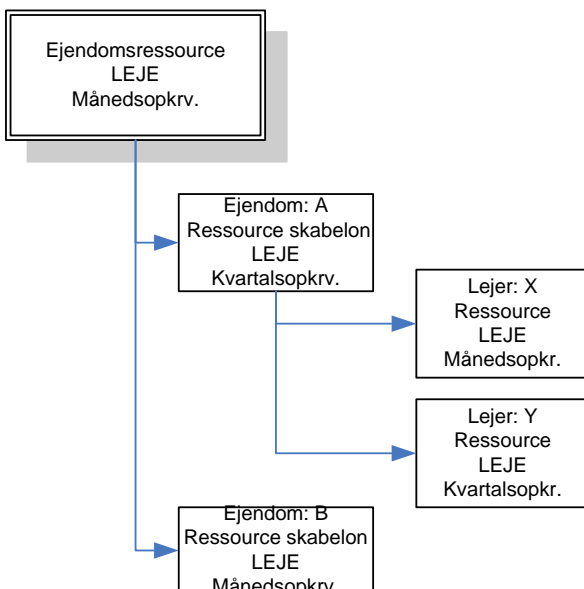 Ejendomsressource
LEJE
Månedsopkrv.
Ejendom: A
Ressource skabelon
LEJE
Kvartalsopkrv.
Lejer: X
Ressource
LEJE
Månedsopkr.
Lejer: Y
Ressource
LEJE
Kvartalsopkr.
Ejendom: B
Ressource skabelon
LEJE
Månedsopkrv.